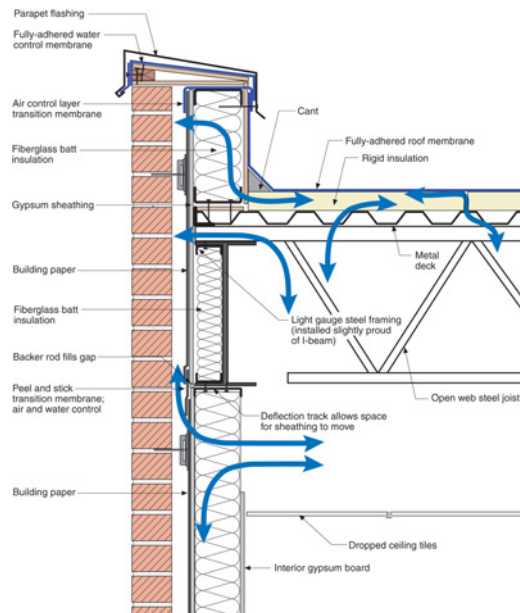 Parapet flashing
Fully-adhered water
control membrane
Air control layer
transition membrane
Fiberglass batt
insulation
Gypsum sheathing
Building paper
Fiberglass batt
insulation
Backer rod fills gap
Peel and stick
transition membrane;
air and water control
Building paper
Cant
Fully-adhered roof membrane
Rigid insulation
Metal
deck
Light gauge steel framing
(installed slightly proud
of I-beam)
Open web steel joist
Deflection track allows space
for sheathing to move
Dropped ceiling tiles
Interior gypsum board